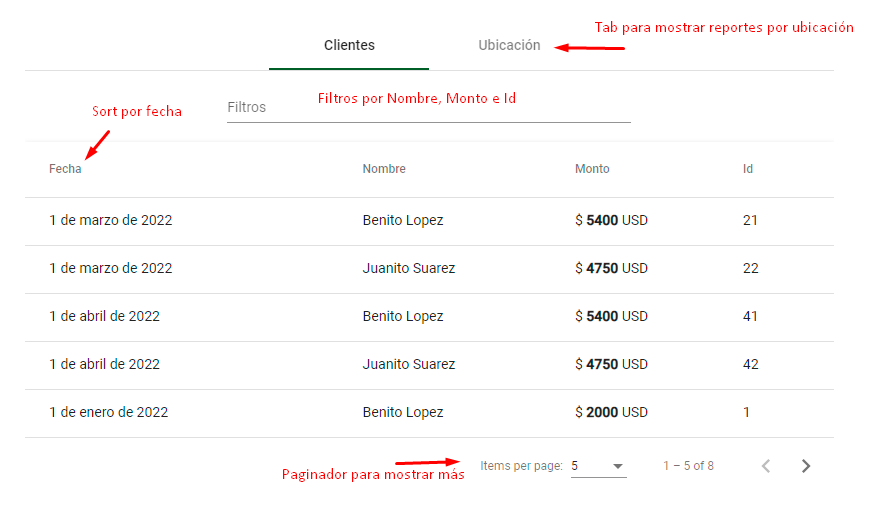 Tab para mostrar reportes por ubicación
Clientes
Ubicación
Sort por fecha
Filtros
Filtros por Nombre, Monto e Id
Fecha Nombre Monto Id
1 de marzo de 2022 Benito Lopez $ 5400 USD 21
1 de marzo de 2022 Juanito Suarez $ 4750 USD 22
1 de abril de 2022 Benito Lopez $ 5400 USD 41
1 de abril de 2022 Juanito Suarez $ 4750 USD 42
1 de enero de 2022 Benito Lopez $ 2000 USD 1
Paginador para mostrar más
Items per page: 5 1 – 5 of 8